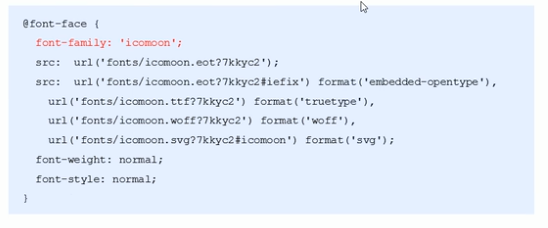 @font-face {
font-family: 'icomoon';
src:  url('fonts/icomoon.eot?7kkyc2');
src:  url('fonts/icomoon.eot?7kkyc2#iefix') format('embedded-opentype'),
url('fonts/icomoon.ttf?7kkyc2') format('truetype'),
url('fonts/icomoon.woff?7kkyc2') format('woff'),
url('fonts/icomoon.svg?7kkyc2#icomoon') format('svg');
font-weight: normal;
font-style: normal;
}